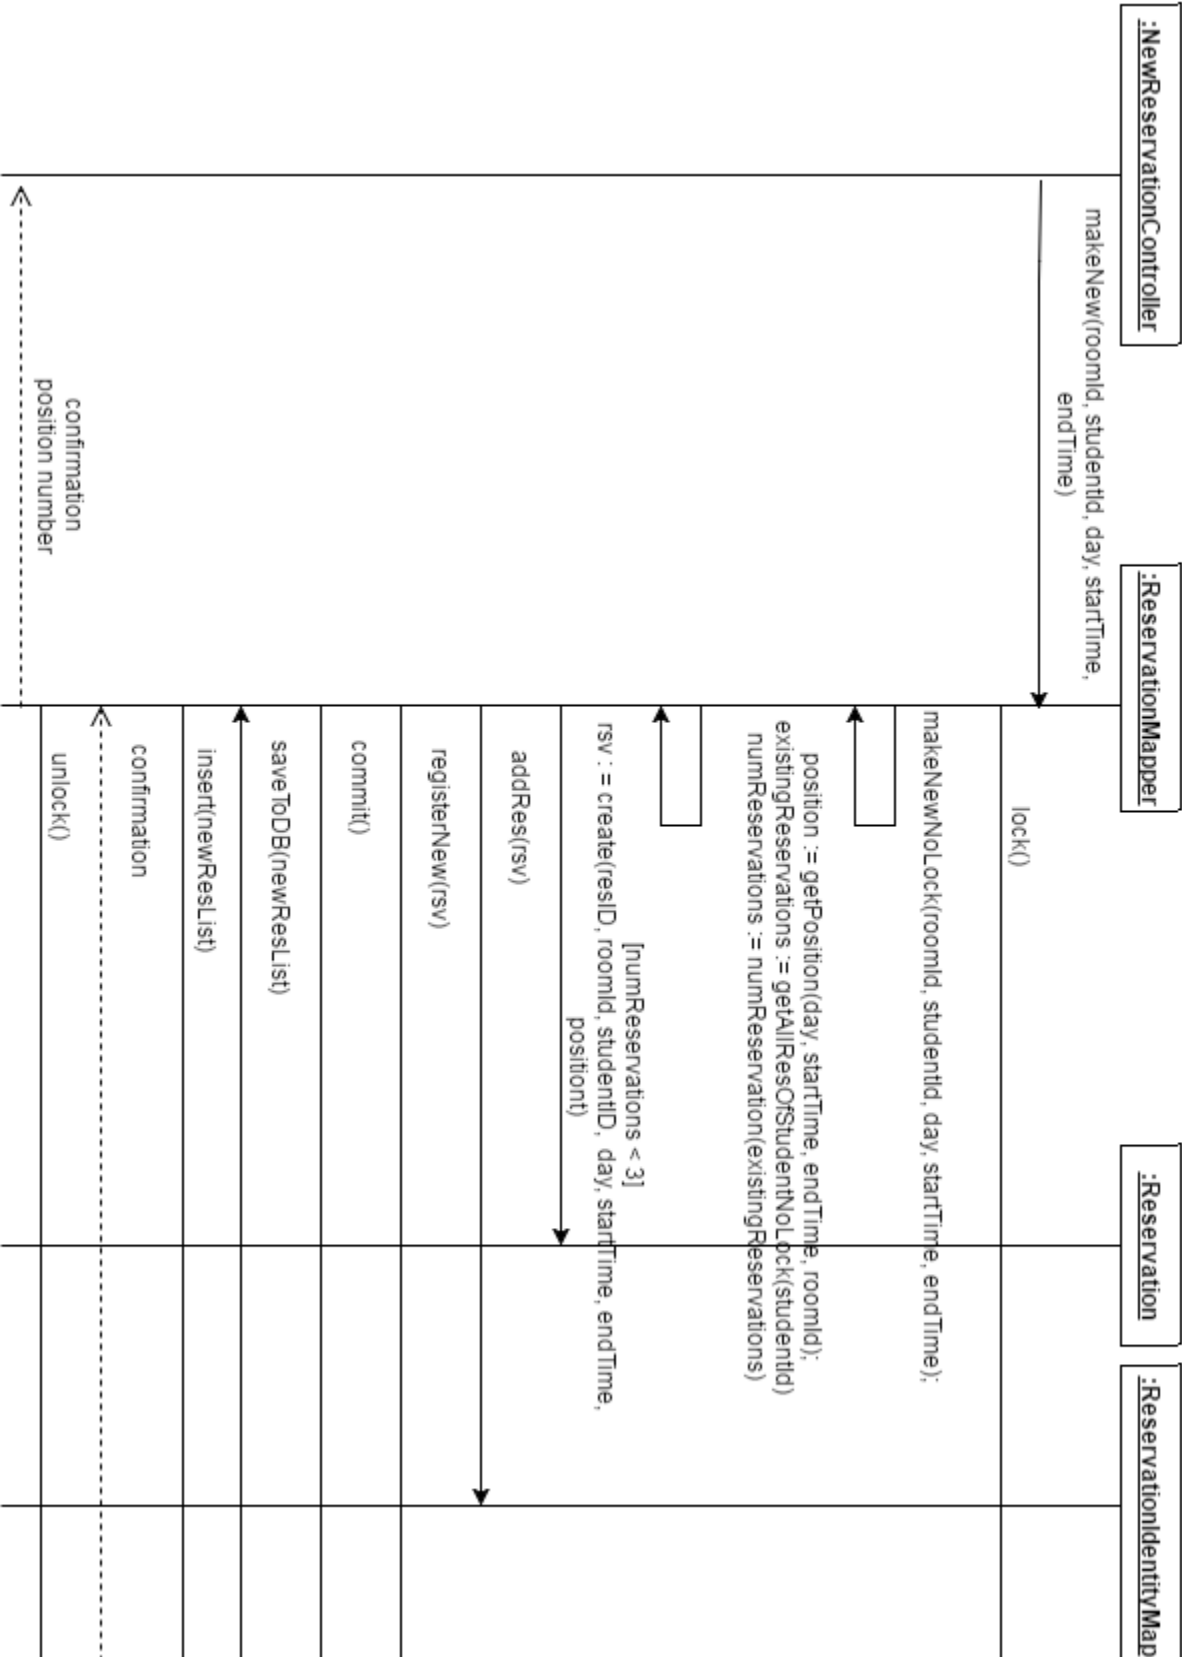 :NewReservationController
:ReservationMapper
:Reservation
:ReservationIdentityMap
makeNew(roomId, studentId, day, startTime,
endTime)
lock()
makeNewNoLock(roomId, studentId, day, startTime, endTime);
position := getPosition(day, startTime, endTime, roomId);
existingReservations := getAllResOfStudentNoLock(studentId)
numReservations := numReservation(existingReservations)
[numReservations < 3]
rsv : = create(resID, roomId, studentID, day, startTime, endTime,
positiont)
addRes(rsv)
registerNew(rsv)
commit()
saveToDB(newResList)
insert(newResList)
confirmation
unlock()
confirmation
position number